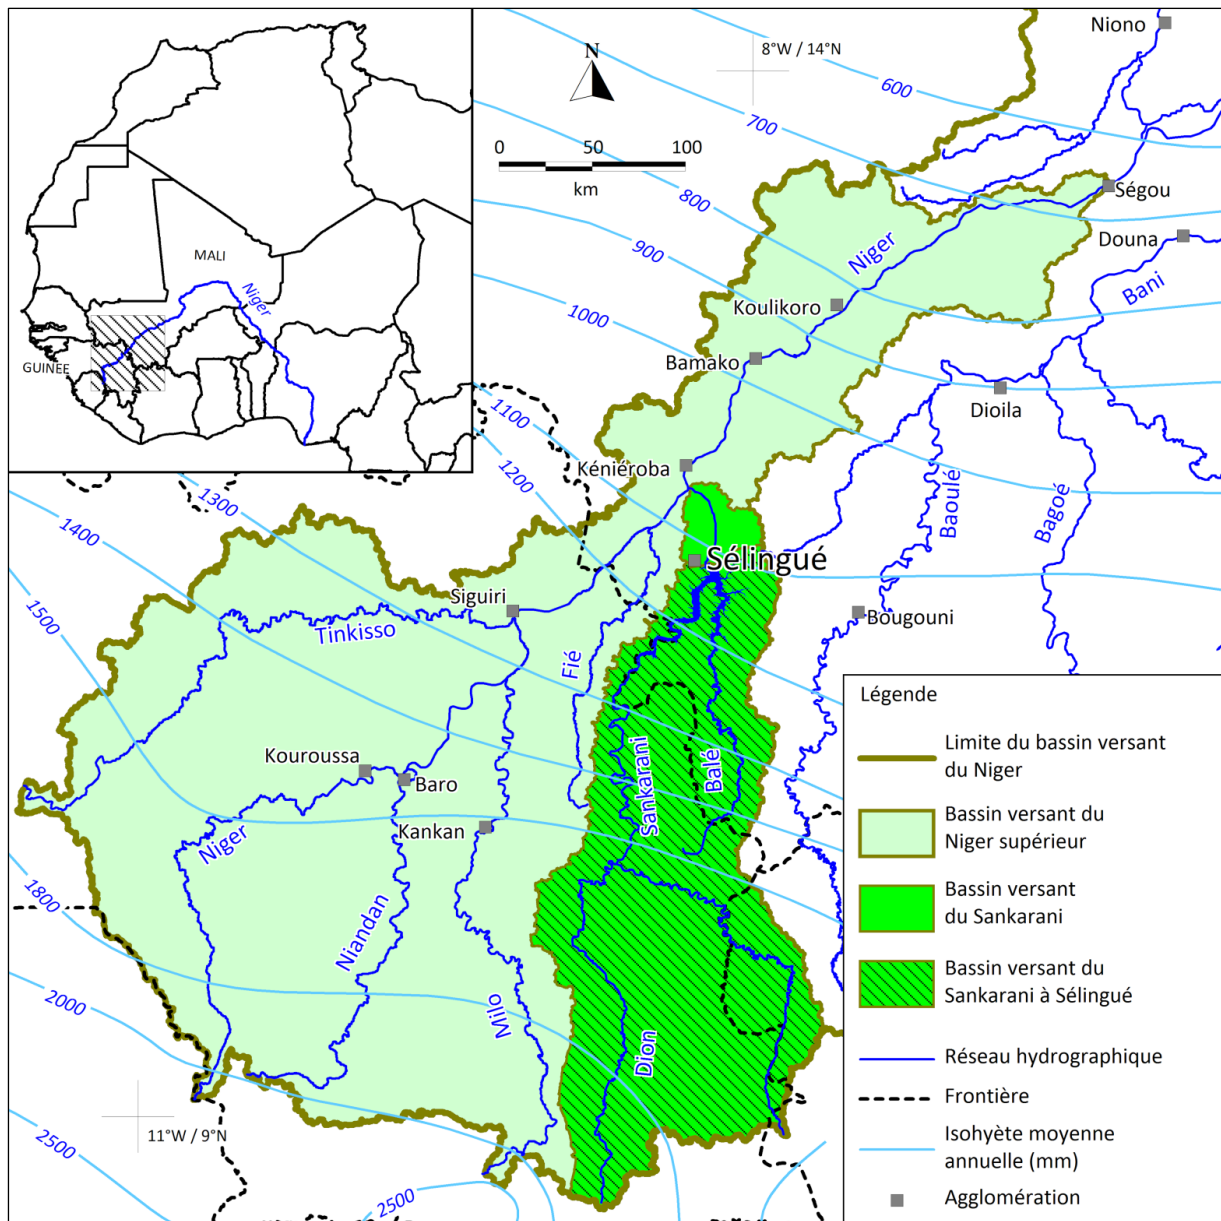 Niono
8°W / 14°N
N
600
700
0 50 100
km
Ségou
800
Douna
MALI
900
Niger
Bani
Niger
Koulikoro
1000
GUINEE
Bamako
Dioila
1100
Kéniéroba
1200
1300
Baoulé
Bagoé
1400
Sélingué
Siguiri
1500
Tinkisso
Bougouni
Fié
Légende
Limite du bassin versant
du Niger
Kouroussa
Baro
Sankarani
Balé
Bassin versant du
Niger supérieur
Kankan
Niger
1800
Bassin versant
du Sankarani
Niandan
Bassin versant du
Sankarani à Sélingué
2000
Milo
Dion
Réseau hydrographique
Frontière
2500
11°W / 9°N
Isohyète moyenne
annuelle (mm)
2500
Agglomération